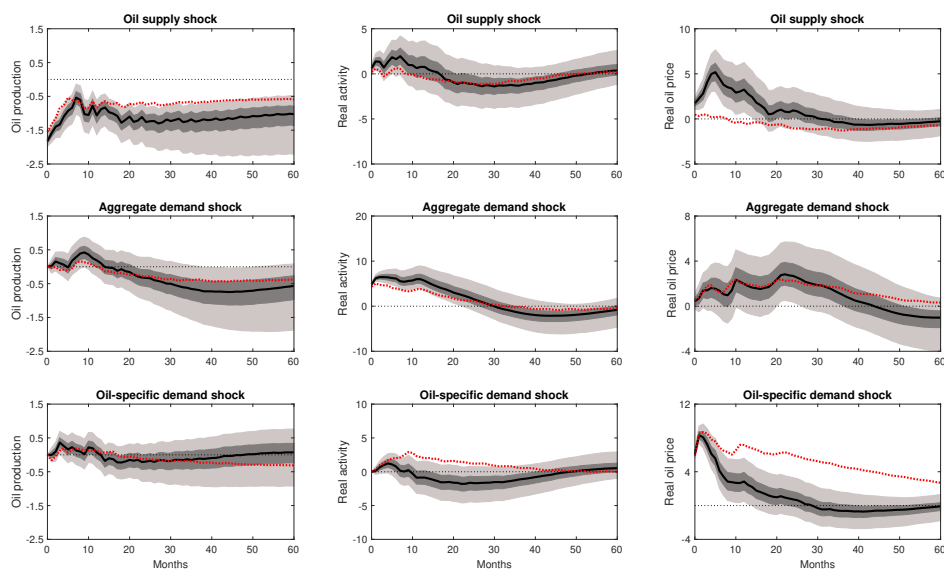 Oil supply shock
Oil production
1.5
0.5
-0.5
-1.5
-2.5
0 10 20 30 40 50 60
Oil supply shock
Real activity
5
0
-5
-10
0 10 20 30 40 50 60
Oil supply shock
Real oil price
10
5
0
-5
0 10 20 30 40 50 60
Aggregate demand shock
Oil production
1.5
0.5
-0.5
-1.5
-2.5
0 10 20 30 40 50 60
Aggregate demand shock
Real activity
20
10
0
-10
0 10 20 30 40 50 60
Aggregate demand shock
Real oil price
8
4
0
-4
0 10 20 30 40 50 60
Oil-specific demand shock
Oil production
1.5
0.5
-0.5
-1.5
-2.5
0 10 20 30 40 50 60
Months
Oil-specific demand shock
Real activity
10
5
0
-5
-10
0 10 20 30 40 50 60
Months
Oil-specific demand shock
Real oil price
12
4
-4
0 10 20 30 40 50 60
Months